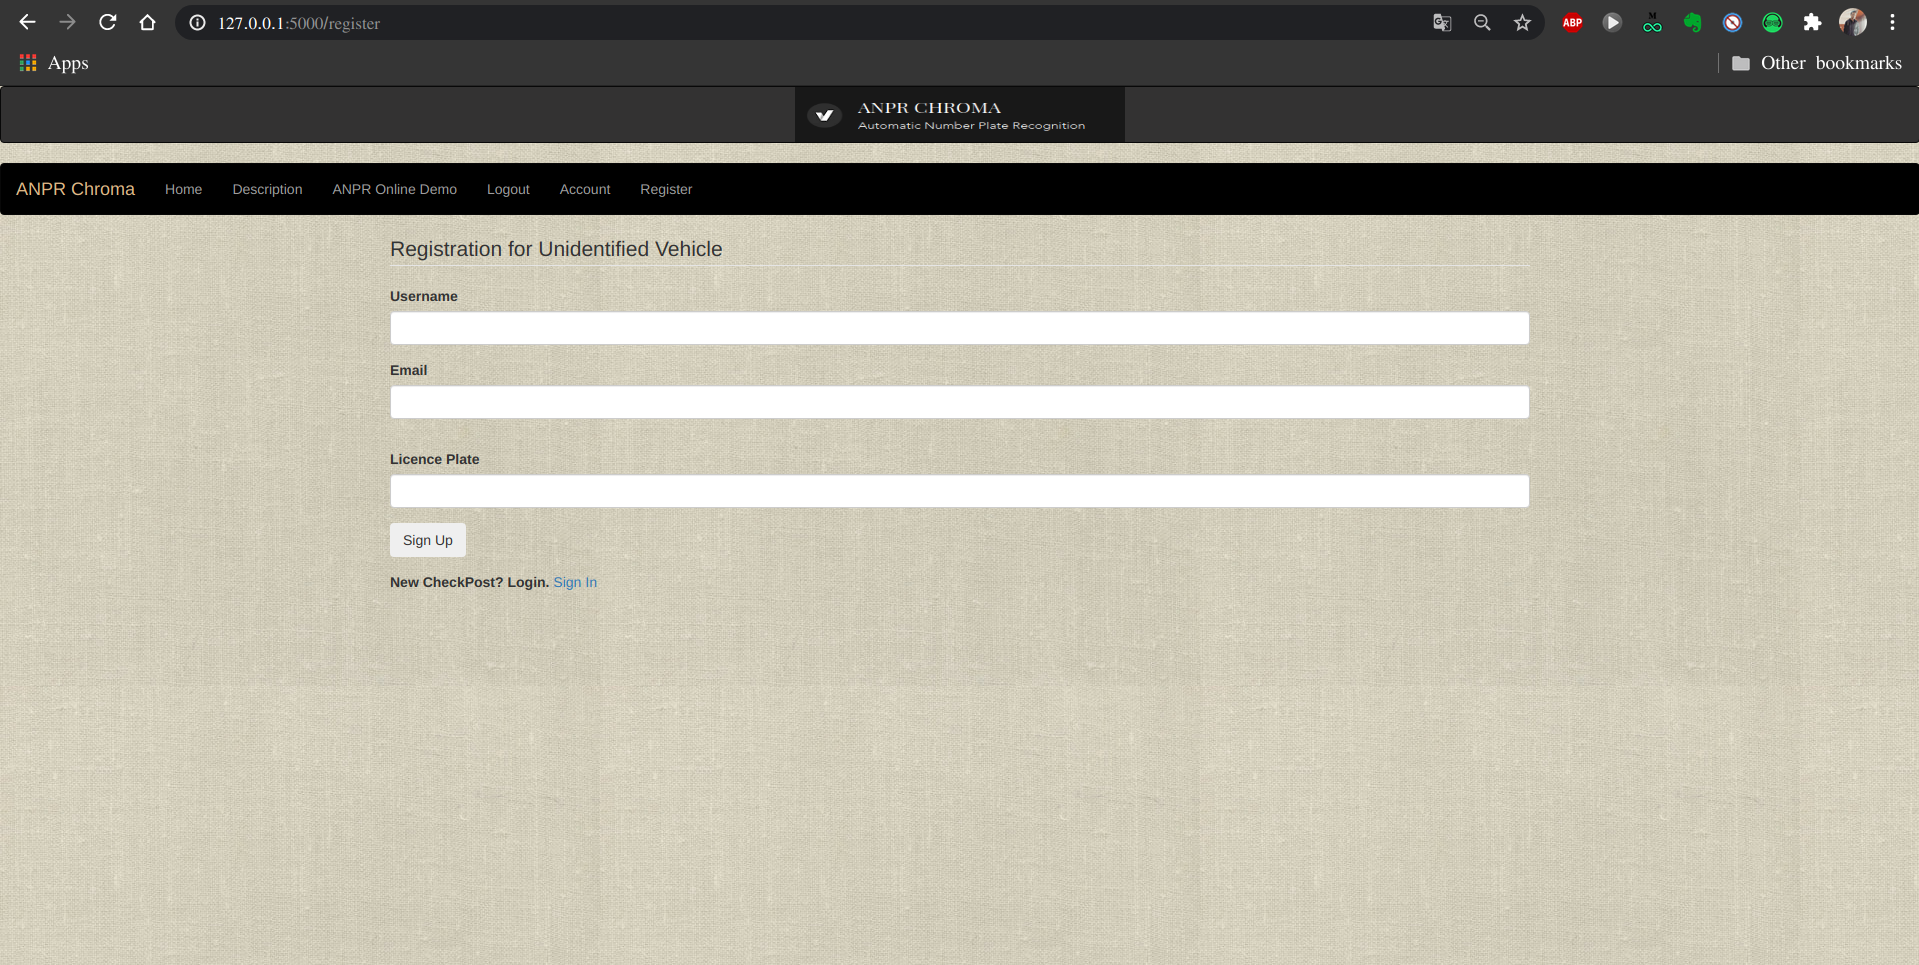 127.0.0.1:5000/register
ABP
M
Apps
Other bookmarks
ANPR CHROMA
Automatic Number Plate Recognition
ANPR Chroma Home Description ANPR Online Demo Logout Account Register
Registration for Unidentified Vehicle
Username
Email
Licence Plate
Sign Up
New CheckPost? Login. Sign In